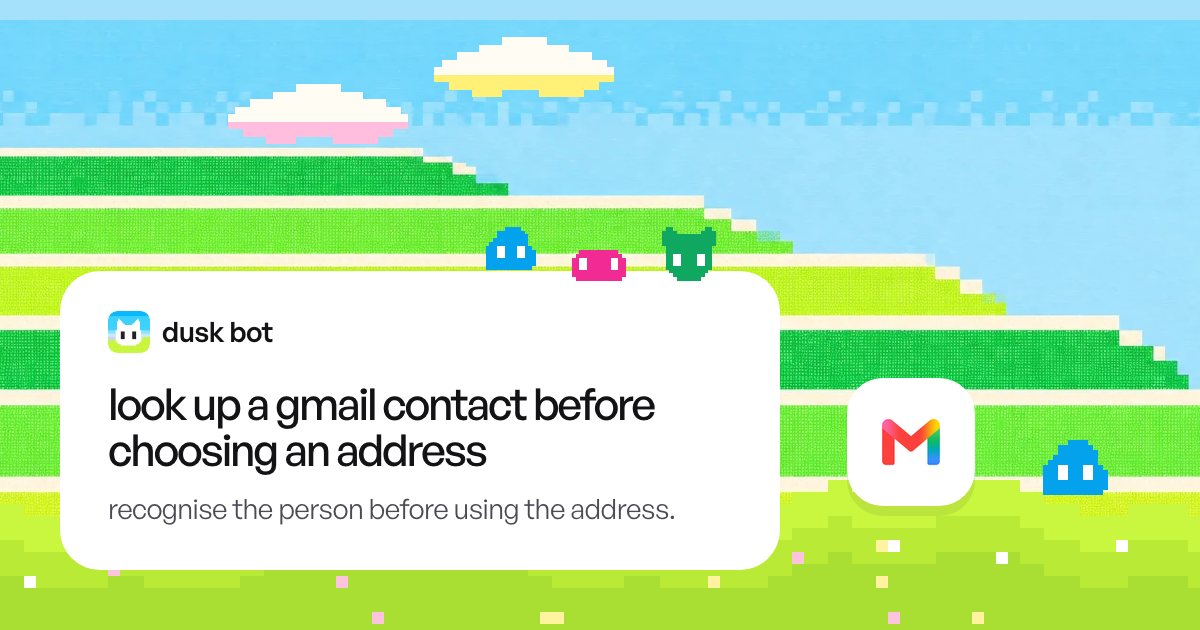 dusk bot
look up a gmail contact before
choosing an address
recognise the person before using the address.